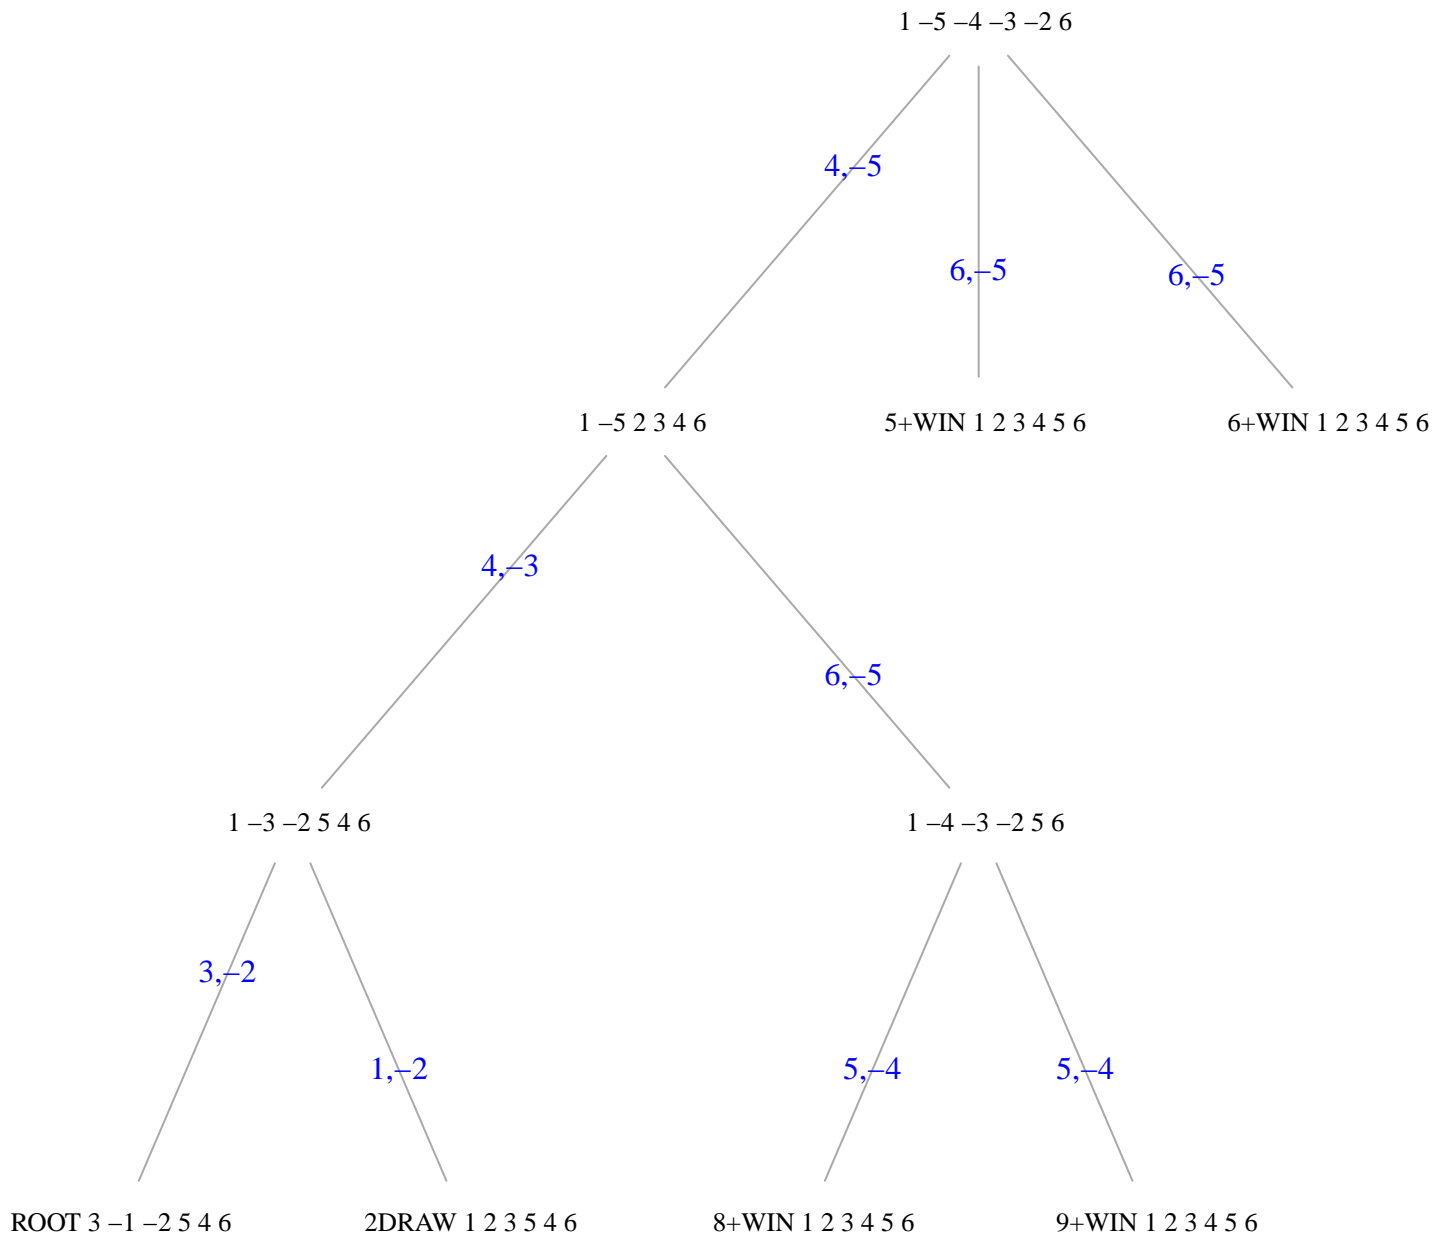 1 –5 –4 –3 –2 6
4,–5
6,–5
6,–5
1 –5 2 3 4 6
5+WIN 1 2 3 4 5 6
6+WIN 1 2 3 4 5 6
4,–3
6,–5
1 –3 –2 5 4 6
1 –4 –3 –2 5 6
3,–2
1,–2
5,–4
5,–4
ROOT 3 –1 –2 5 4 6
2DRAW 1 2 3 5 4 6
8+WIN 1 2 3 4 5 6
9+WIN 1 2 3 4 5 6